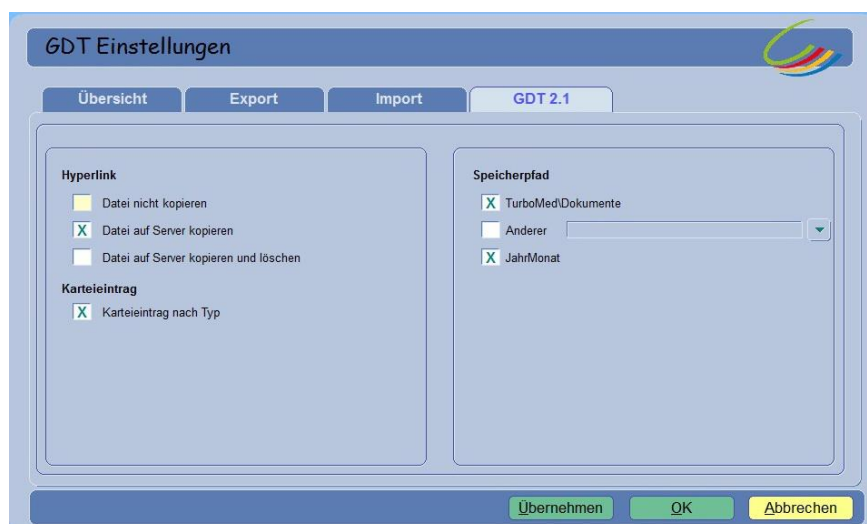 GDT Einstellungen
Übersicht
Export
Import
GDT 2.1
Hyperlink
Datei nicht kopieren
X Datei auf Server kopieren
Datei auf Server kopieren und löschen
Karteieintrag
X Karteieintrag nach Typ
Speicherpfad
X TurboMed\Dokumente
Anderer
X JahrMonat
Übernehmen
OK
Abbrechen